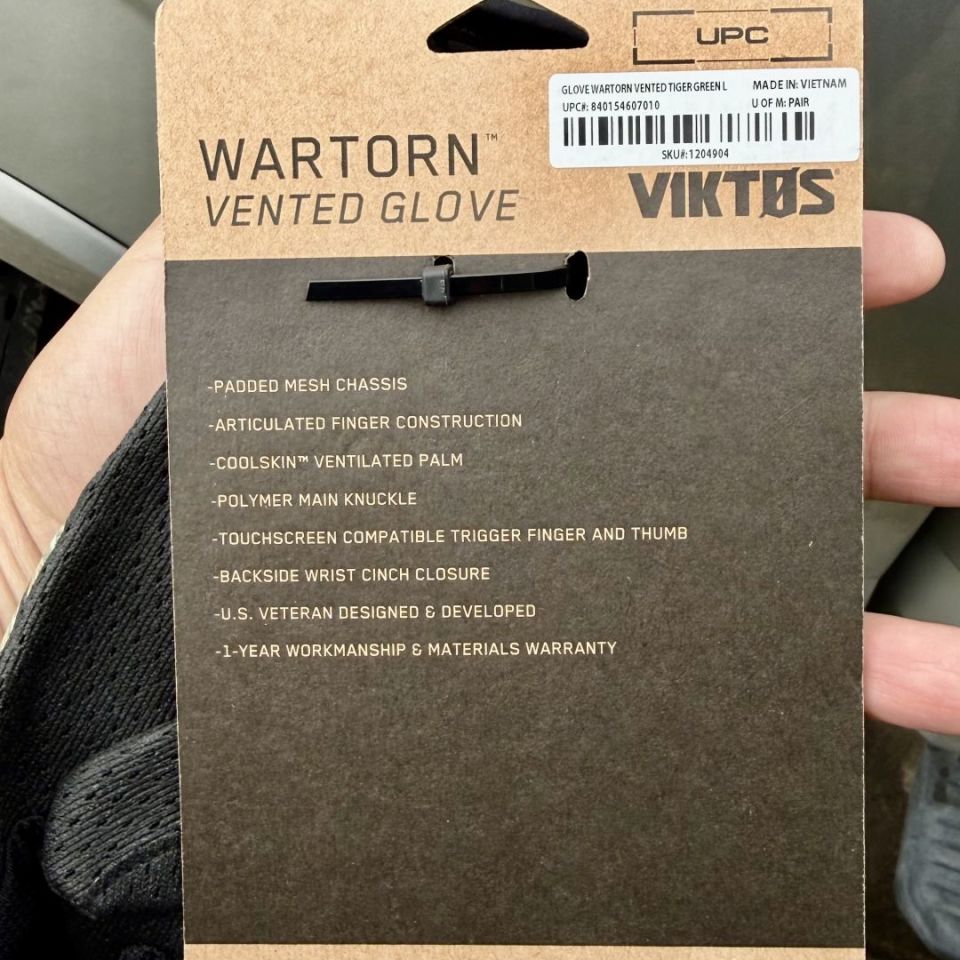 UPC
GLOVE WARTORN VENTED TIGER GREEN L
MADE IN: VIETNAM
UPC#: 840154607010
U OF M: PAIR
SKU#: 1204904
WARTORN™
VENTED GLOVE
VIKTØS®
-PADDED MESH CHASSIS
-ARTICULATED FINGER CONSTRUCTION
-COOLSKIN™ VENTILATED PALM
-POLYMER MAIN KNUCKLE
-TOUCHSCREEN COMPATIBLE TRIGGER FINGER AND THUMB
-BACKSIDE WRIST CINCH CLOSURE
-U.S. VETERAN DESIGNED & DEVELOPED
-1-YEAR WORKMANSHIP & MATERIALS WARRANTY